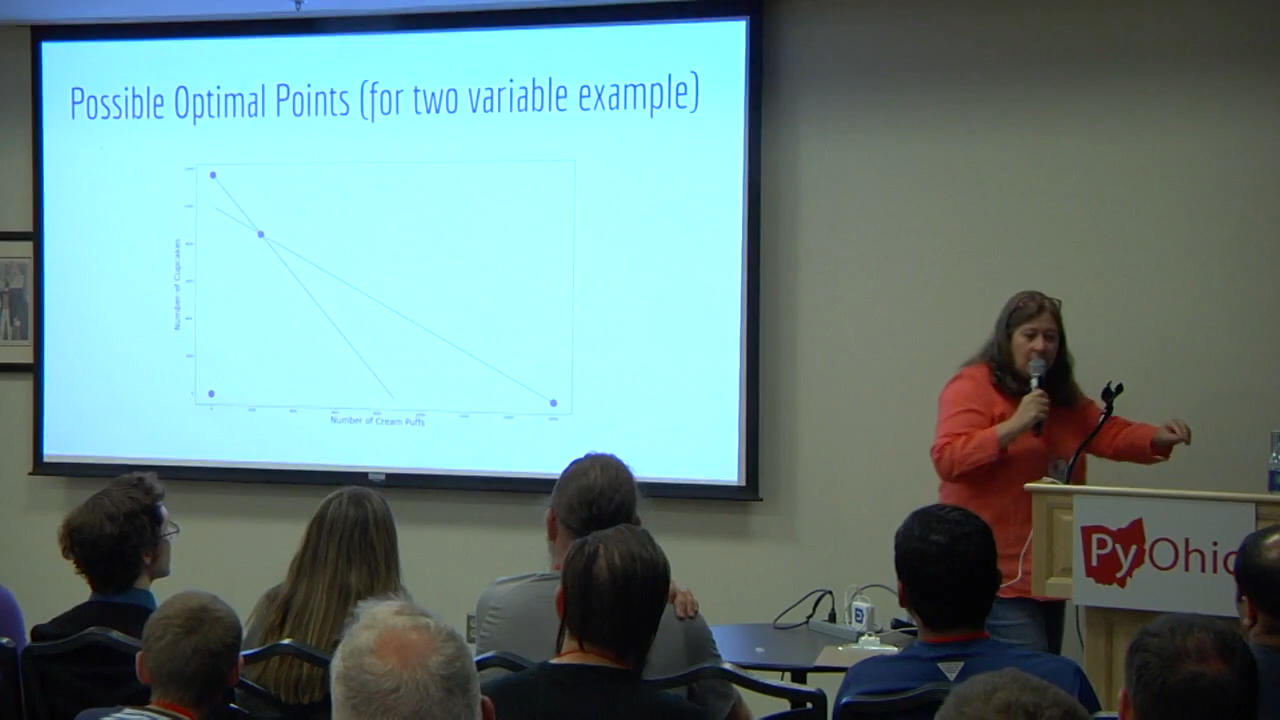 Possible Optimal Points (for two variable example)
Number of Cupcakes
Number of Cream Puffs
PyOhio